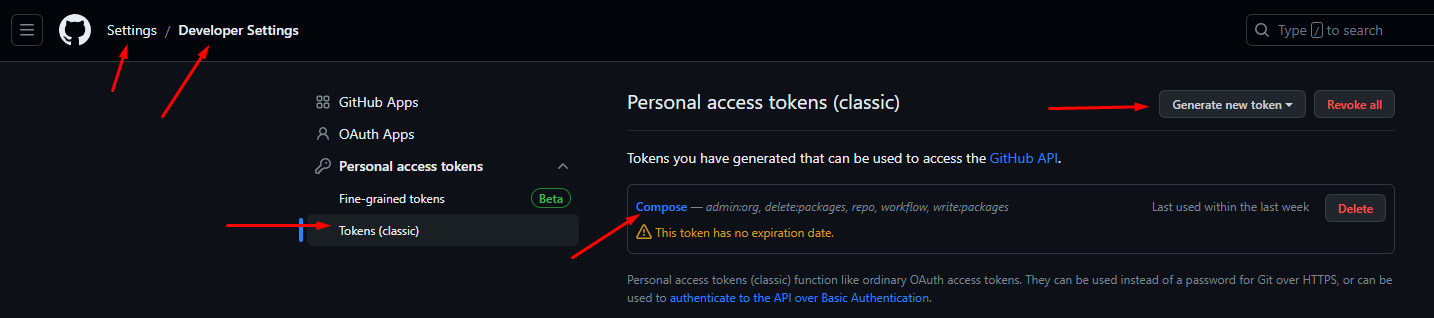 Settings / Developer Settings
Type / to search
GitHub Apps
OAuth Apps
Personal access tokens
Fine-grained tokens Beta
Tokens (classic)
Personal access tokens (classic)
Generate new token
Revoke all
Tokens you have generated that can be used to access the GitHub API.
Compose — admin:org, delete:packages, repo, workflow, write:packages
Last used within the last week
Delete
This token has no expiration date.
Personal access tokens (classic) function like ordinary OAuth access tokens. They can be used instead of a password for Git over HTTPS, or can be
used to authenticate to the API over Basic Authentication.